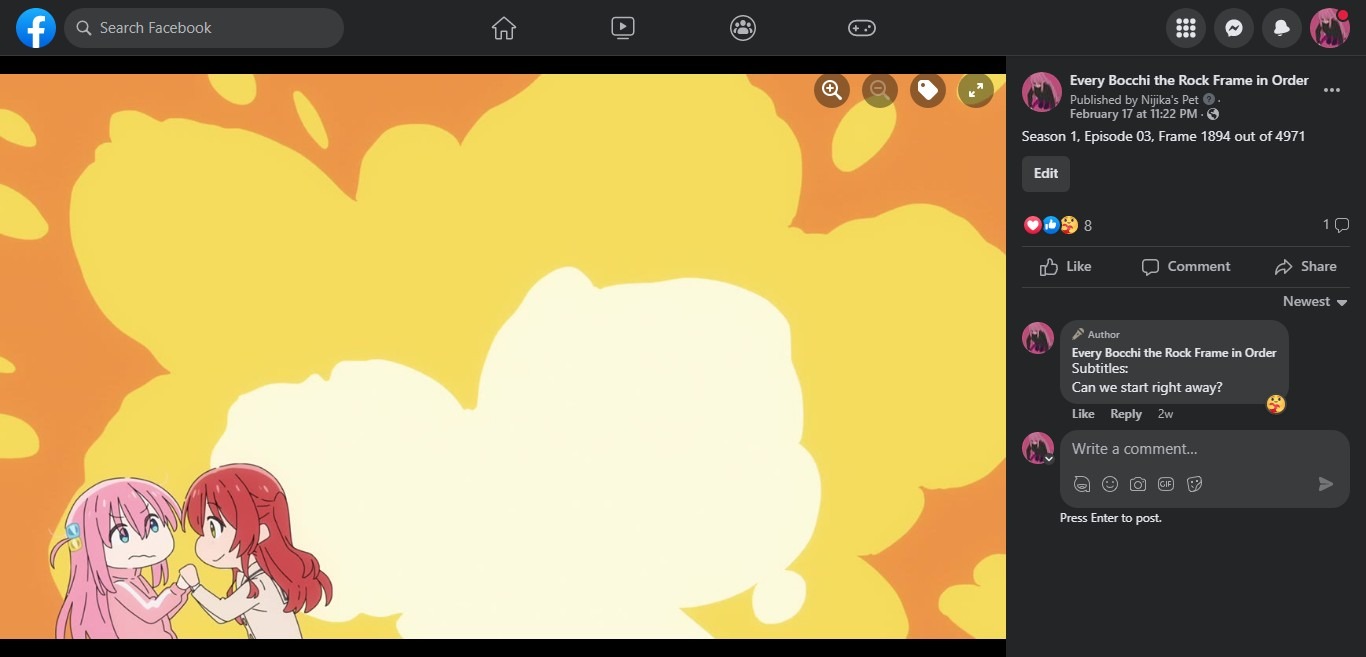 Search Facebook
Every Bocchi the Rock Frame in Order
Published by Nijika's Pet ·
February 17 at 11:22 PM ·
Season 1, Episode 03, Frame 1894 out of 4971
Edit
8
1
Like Comment Share
Newest
Author
Every Bocchi the Rock Frame in Order
Subtitles:
Can we start right away?
Like Reply 2w
Write a comment...
GIF
Press Enter to post.